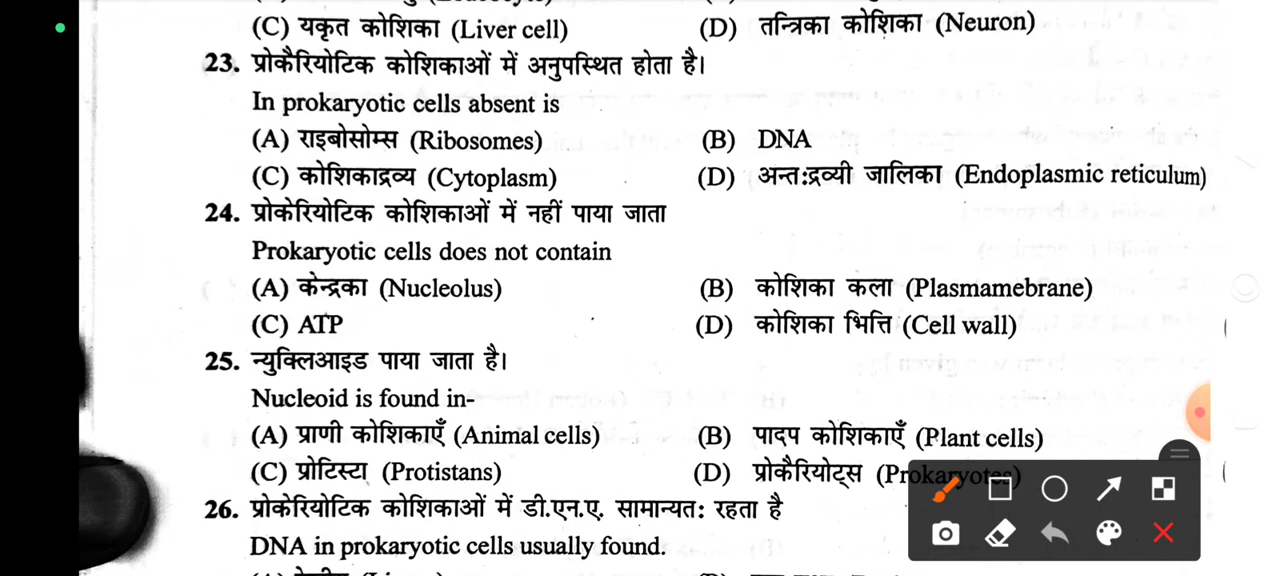 (C) यकृत कोशिका (Liver cell) (D) तन्त्रिका कोशिका (Neuron)
23. प्रोकैरियोटिक कोशिकाओं में अनुपस्थित होता है।
In prokaryotic cells absent is
(A) राइबोसोम्स (Ribosomes) (B) DNA
(C) कोशिकाद्रव्य (Cytoplasm) (D) अन्त:द्रव्यी जालिका (Endoplasmic reticulum)
24. प्रोकेरियोटिक कोशिकाओं में नहीं पाया जाता
Prokaryotic cells does not contain
(A) केन्द्रका (Nucleolus) (B) कोशिका कला (Plasmamebrane)
(C) ATP (D) कोशिका भित्ति (Cell wall)
25. न्युक्लिआइड पाया जाता है।
Nucleoid is found in-
(A) प्राणी कोशिकाएँ (Animal cells) (B) पादप कोशिकाएँ (Plant cells)
(C) प्रोटिस्टा (Protistans) (D) प्रोकैरियोट्स (Prokaryotes)
26. प्रोकेरियोटिक कोशिकाओं में डी.एन.ए. सामान्यत: रहता है
DNA in prokaryotic cells usually found.